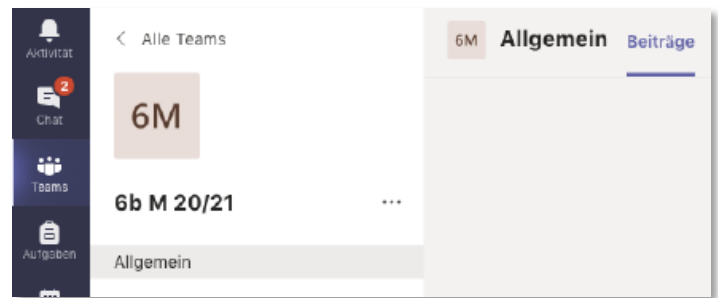 Aktivität
2
Chat
Teams
Aufgaben
< Alle Teams
6M
6b M 20/21
...
Allgemein
6M Allgemein Beiträge